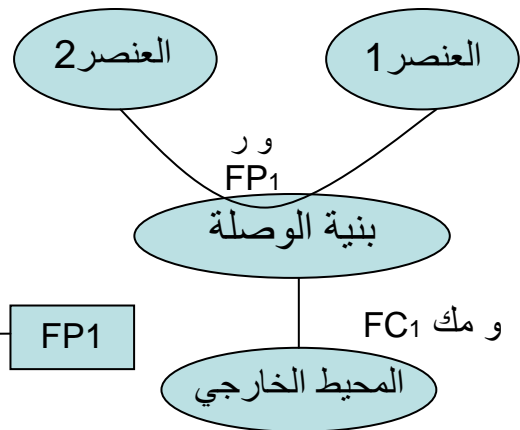 العنصر1
العنصر2
و ر
FP1
بنية الوصلة
و مك FC1
FP1
المحيط الخارجي